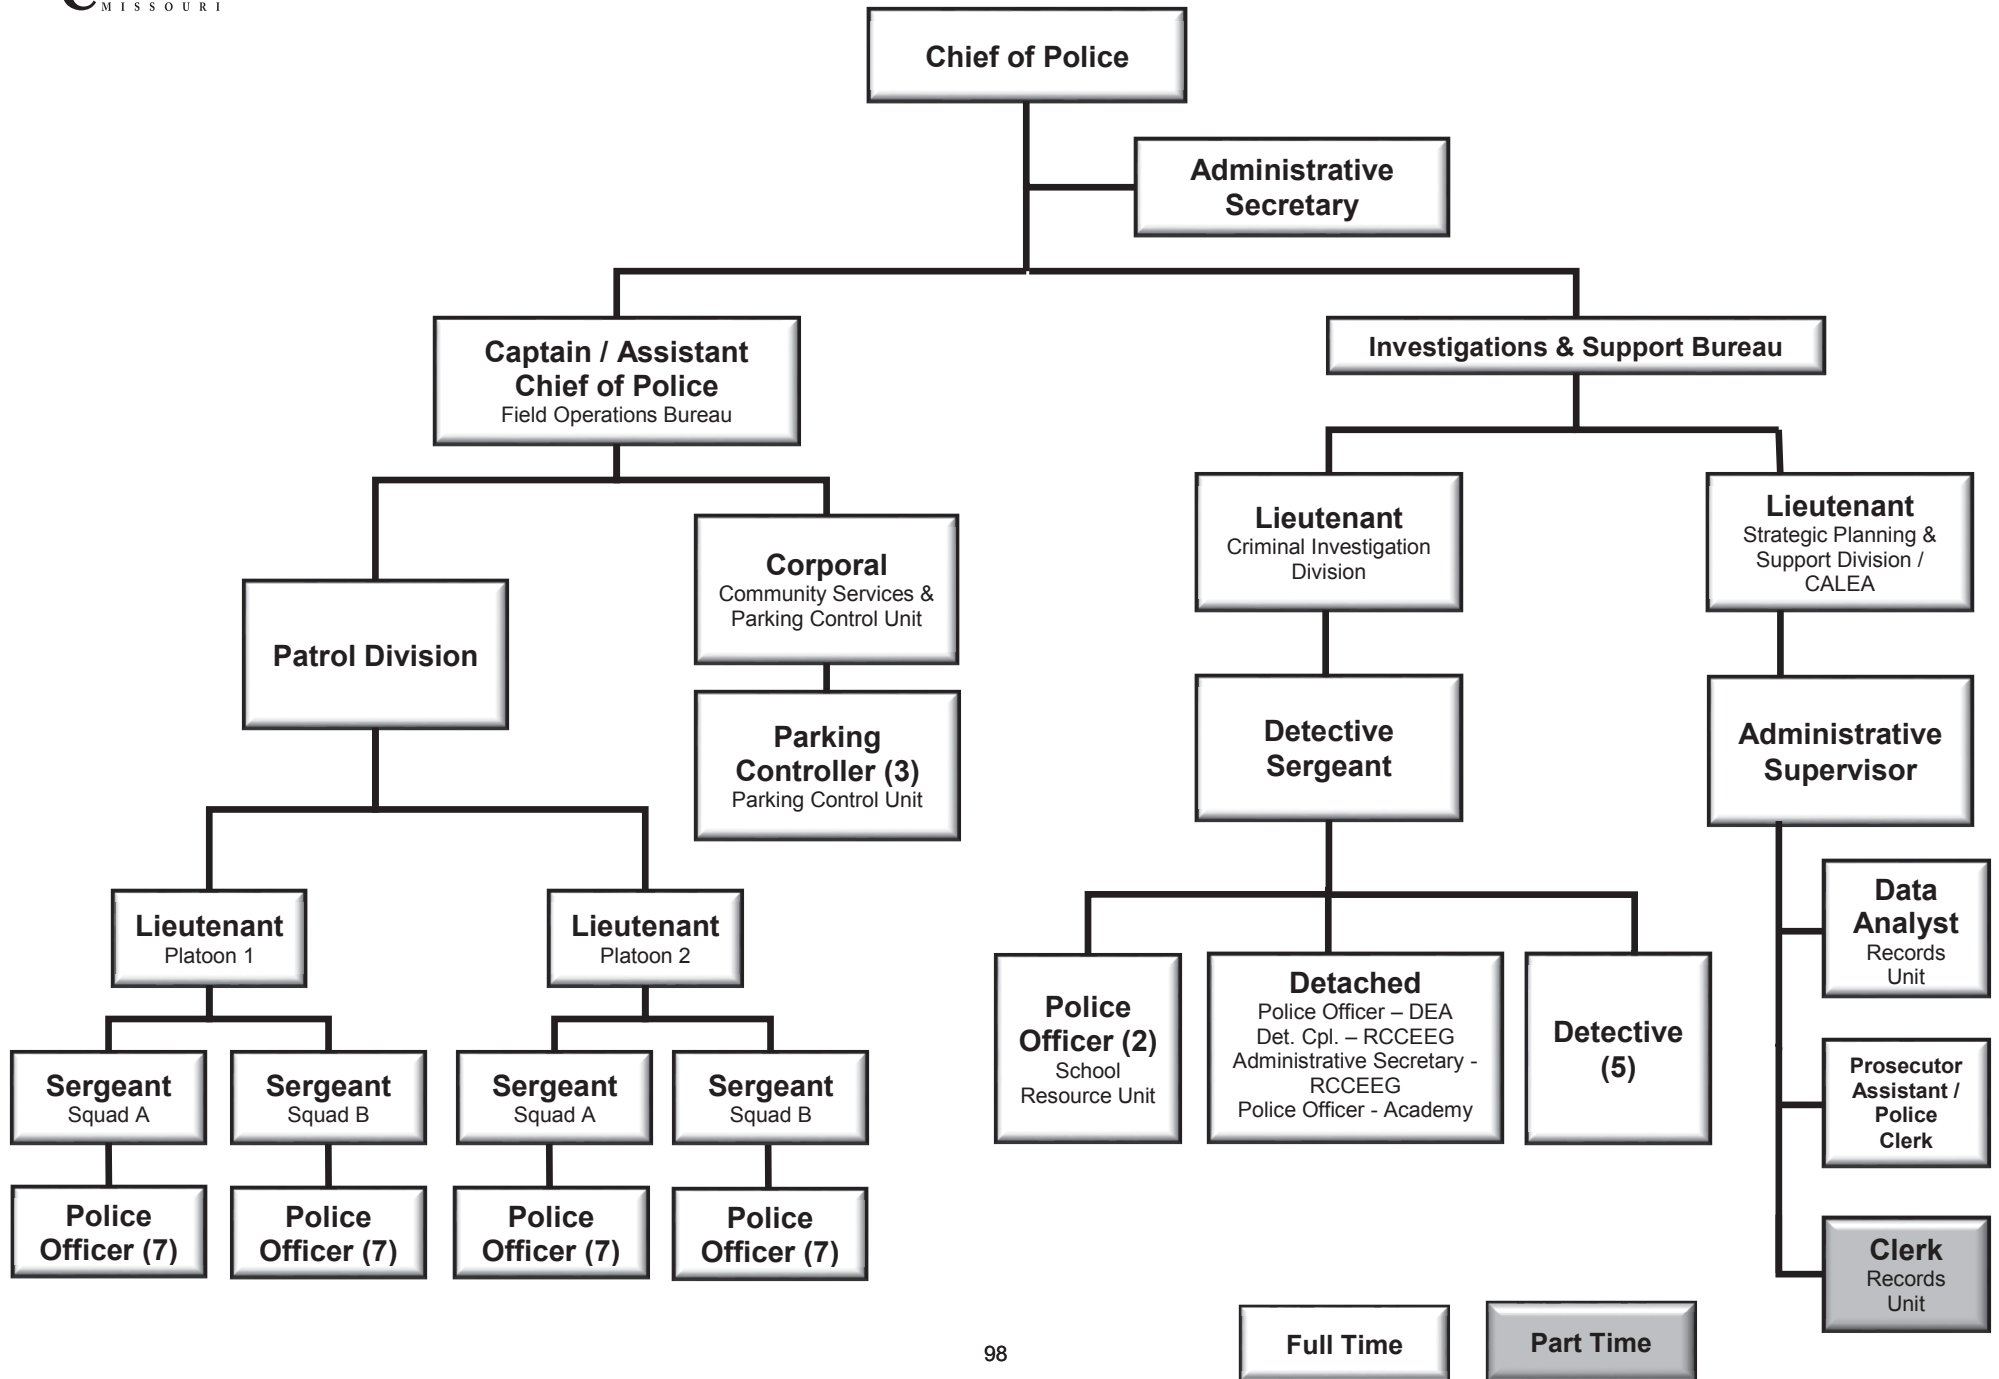 MISSOURI
Chief of Police
Administrative
Secretary
Captain / Assistant
Chief of Police
Field Operations Bureau
Investigations & Support Bureau
Patrol Division
Corporal
Community Services &
Parking Control Unit
Parking
Controller (3)
Parking Control Unit
Lieutenant
Platoon 1
Lieutenant
Platoon 2
Sergeant
Squad A
Sergeant
Squad B
Sergeant
Squad A
Sergeant
Squad B
Police
Officer (7)
Police
Officer (7)
Police
Officer (7)
Police
Officer (7)
Lieutenant
Criminal Investigation
Division
Lieutenant
Strategic Planning &
Support Division /
CALEA
Detective
Sergeant
Administrative
Supervisor
Police
Officer (2)
School
Resource Unit
Detached
Police Officer – DEA
Det. Cpl. – RCCEEG
Administrative Secretary -
RCCEEG
Police Officer - Academy
Detective
(5)
Data
Analyst
Records
Unit
Prosecutor
Assistant /
Police
Clerk
Clerk
Records
Unit
Full Time
Part Time
98